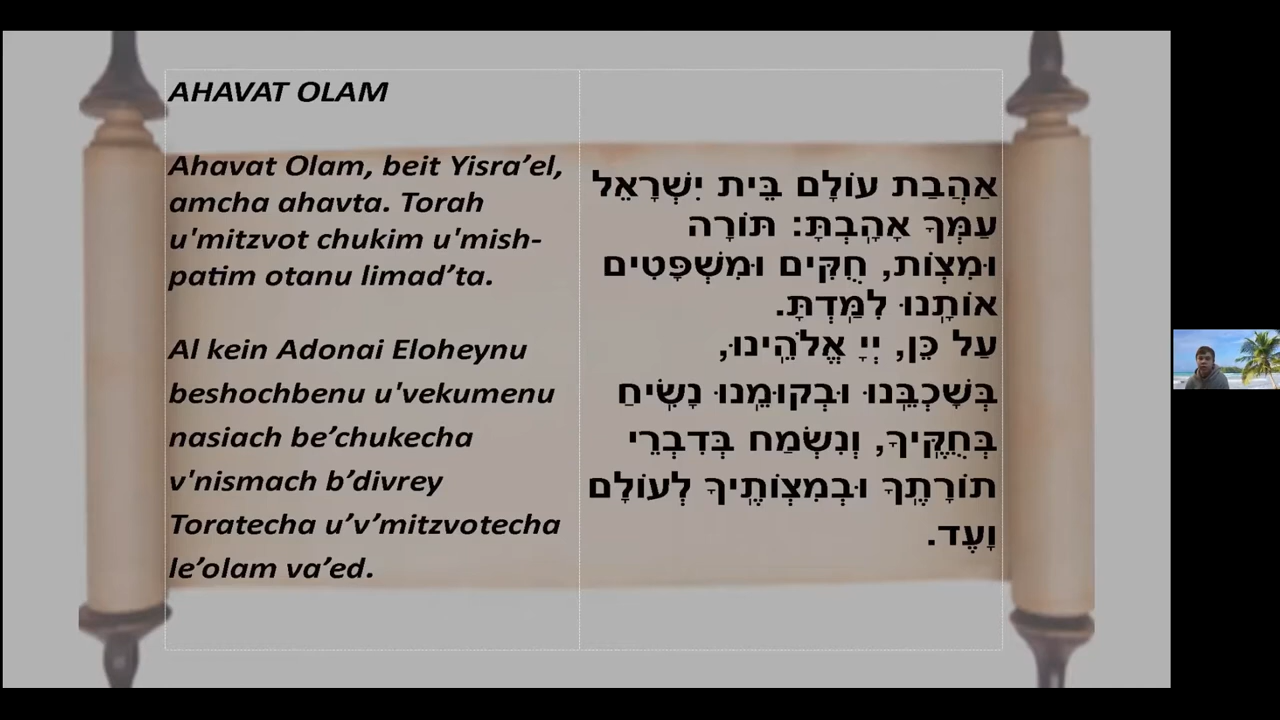 AHAVAT OLAM
Ahavat Olam, beit Yisra’el,
amcha ahavta. Torah
u'mitzvot chukim u'mish-
patim otanu limad’ta.
Al kein Adonai Eloheynu
beshochbenu u'vekumenu
nasiach be’chukecha
v'nismach b’divrey
Toratecha u’v’mitzvotecha
le’olam va’ed.
אַהֲבַת עוֹלָם בֵּית יִשְׂרָאֵל
עַמְּךָ אָהָֽבְתָּ: תּוֹרָה
וּמִצְוֹת, חֻקִּים וּמִשְׁפָּטִים
אוֹתָֽנוּ לִמַּֽדְתָּ.
עַל כֵּן, יְיָ אֱלֹהֵֽינוּ,
בְּשָׁכְבֵּֽנוּ וּבְקוּמֵֽנוּ נָשִֽׂיחַ
בְּחֻקֶּֽיךָ, וְנִשְׂמַח בְּדִבְרֵי
תוֹרָתֶֽךָ וּבְמִצְוֹתֶֽיךָ לְעוֹלָם
וָעֶד.